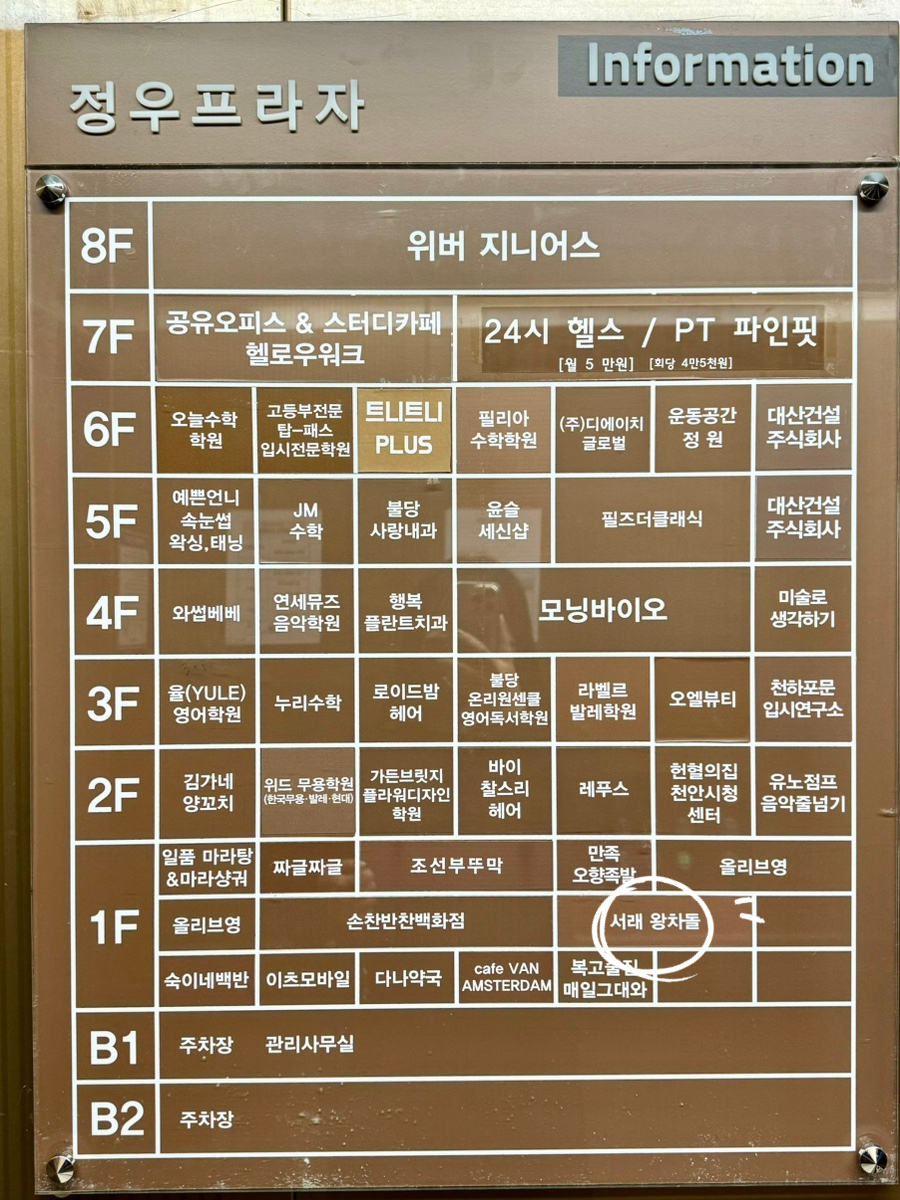 Information
정우프라자
8F
위버 지니어스
7F
공유오피스 & 스터디카페
헬로우워크
24시 헬스 / PT 파인핏
[월 5 만원] [회당 4만5천원]
6F
오늘수학
학원
고등부전문
탑-패스
입시전문학원
트니트니
PLUS
필리아
수학학원
(주)디에이치
글로벌
운동공간
정 원
대산건설
주식회사
5F
예쁜언니
속눈썹
왁싱,태닝
JM
수학
불당
사랑내과
윤슬
세신샵
필즈더클래식
대산건설
주식회사
4F
와썹베베
연세뮤즈
음악학원
행복
플란트치과
모닝바이오
미술로
생각하기
3F
율(YULE)
영어학원
누리수학
로이드밤
헤어
불당
온리원센클
영어독서학원
라벨르
발레학원
오엘뷰티
천하포문
입시연구소
2F
김가네
양꼬치
위드 무용학원
(한국무용·발레·현대)
가든브릿지
플라워디자인
학원
바이
찰스리
헤어
레푸스
헌혈의집
천안시청
센터
유노점프
음악줄넘기
1F
일품 마라탕
&마라샹궈
짜글짜글
조선부뚜막
만족
오향족발
올리브영
올리브영
손찬반찬백화점
서래 왕차돌
숙이네백반
이츠모바일
다나약국
cafe VAN
AMSTERDAM
복고술집
매일그대와
B1
주차장 관리사무실
B2
주차장